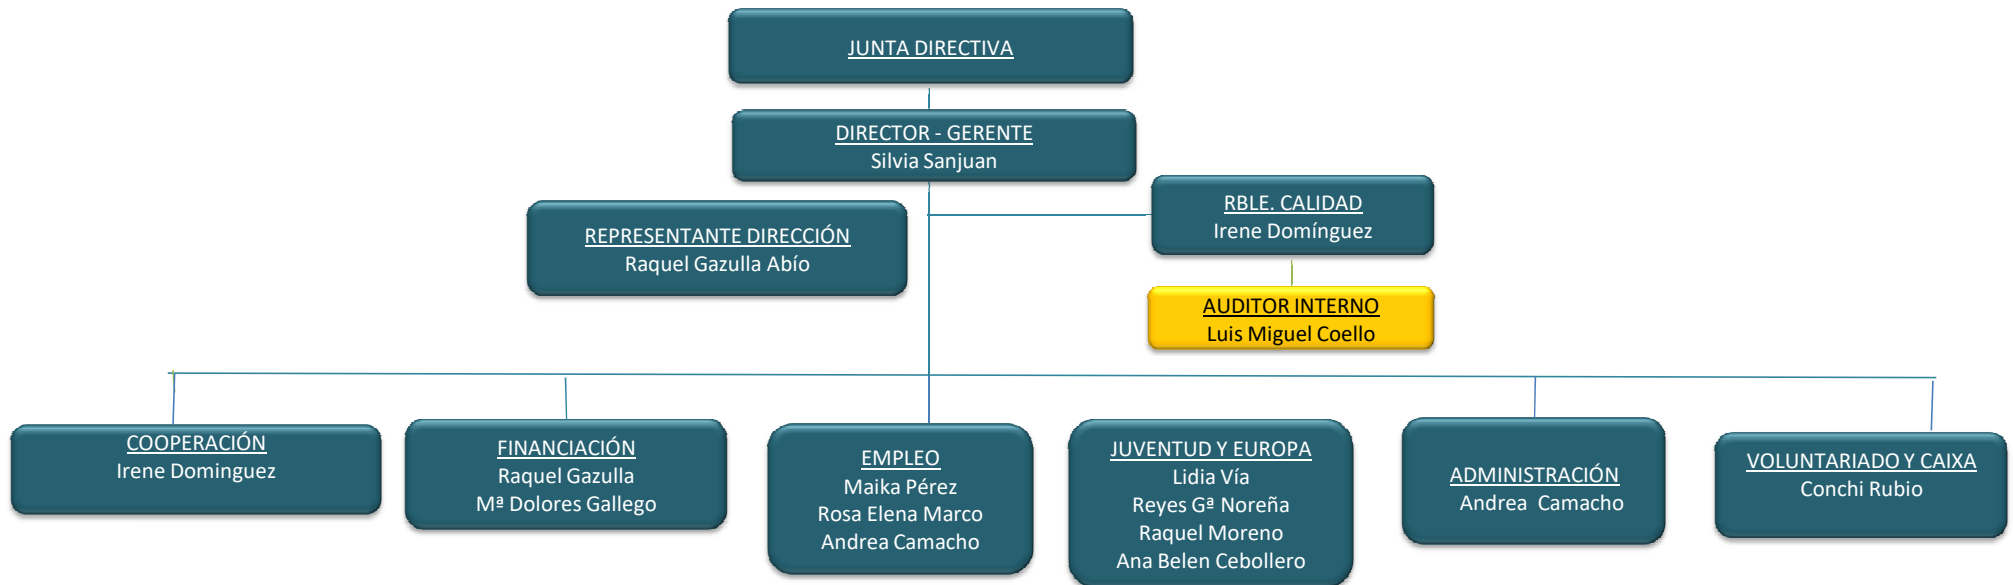 JUNTA DIRECTIVA
DIRECTOR - GERENTE
Silvia Sanjuan
REPRESENTANTE DIRECCIÓN
Raquel Gazulla Abío
RBLE. CALIDAD
Irene Domínguez
AUDITOR INTERNO
Luis Miguel Coello
COOPERACIÓN
Irene Dominguez
FINANCIACIÓN
Raquel Gazulla
Mª Dolores Gallego
EMPLEO
Maika Pérez
Rosa Elena Marco
Andrea Camacho
JUVENTUD Y EUROPA
Lidia Vía
Reyes Gª Noreña
Raquel Moreno
Ana Belen Cebollero
ADMINISTRACIÓN
Andrea Camacho
VOLUNTARIADO Y CAIXA
Conchi Rubio